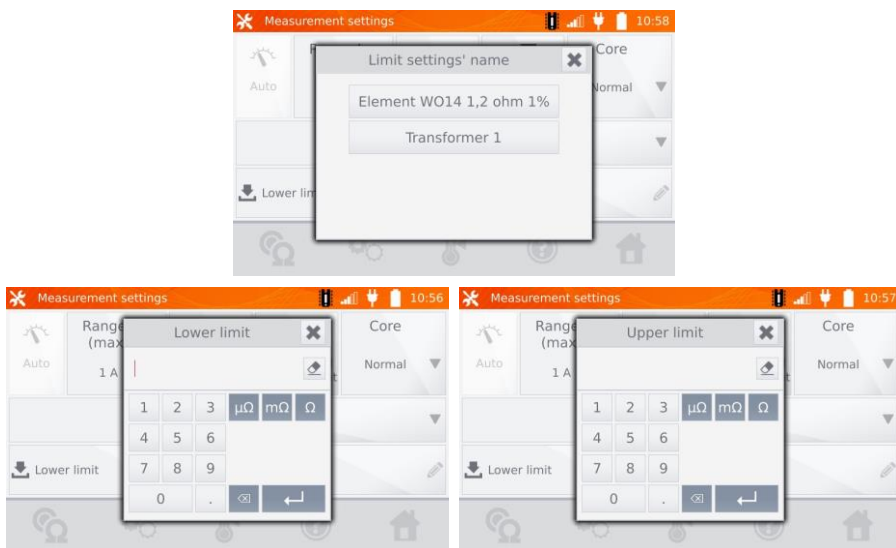 Measurement settings 10:58
Auto
Limit settings' name
Core
Normal
Element WO14 1,2 ohm 1%
Transformer 1
Lower lim
Measurement settings 10:56
Auto
Range
(max
1 A
Lower limit
Core
Normal
1 2 3 µΩ mΩ Ω
4 5 6
7 8 9
0 .
Lower limit
Measurement settings 10:57
Auto
Range
(max
1 A
Upper limit
Core
Normal
1 2 3 µΩ mΩ Ω
4 5 6
7 8 9
0 .
Lower limit